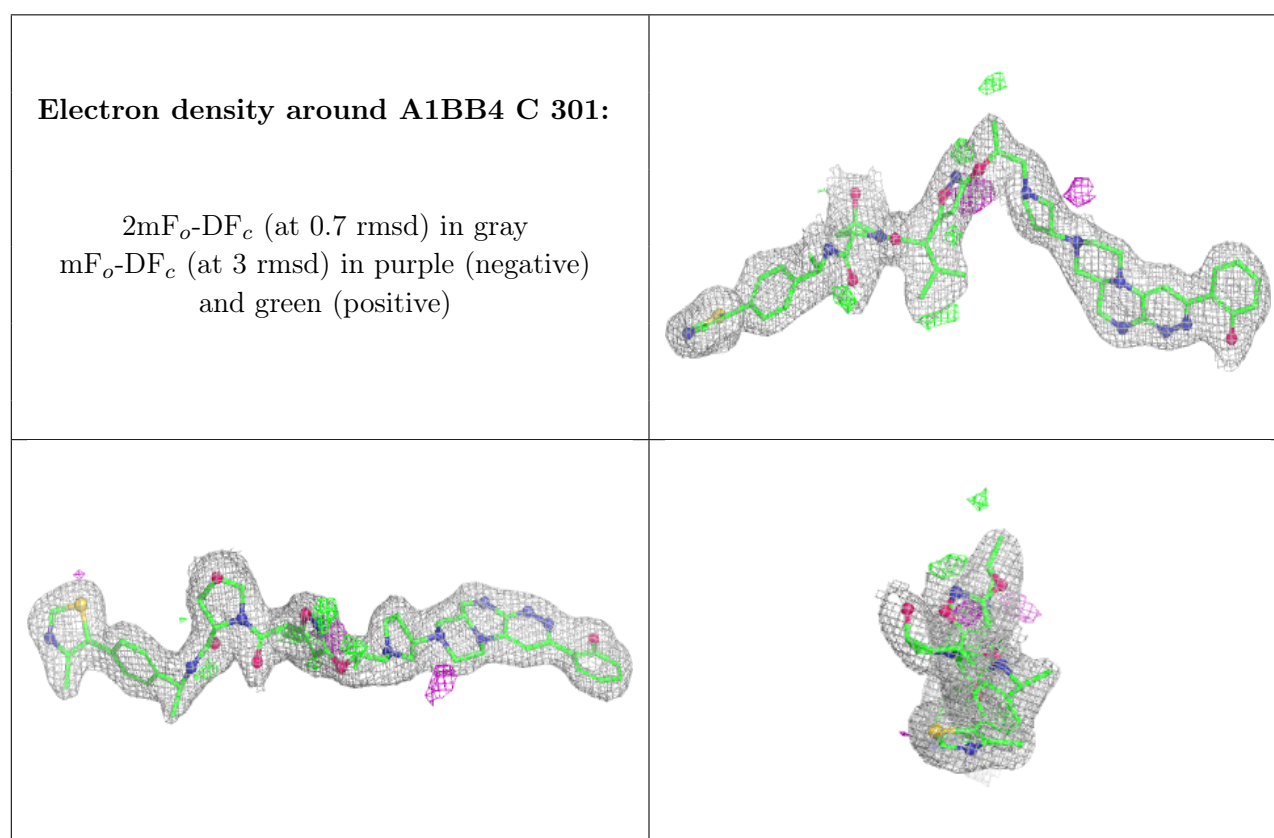 Electron density around A1BB4 C 301:
2mFo-DFc (at 0.7 rmsd) in gray
mFo-DFc (at 3 rmsd) in purple (negative)
and green (positive)